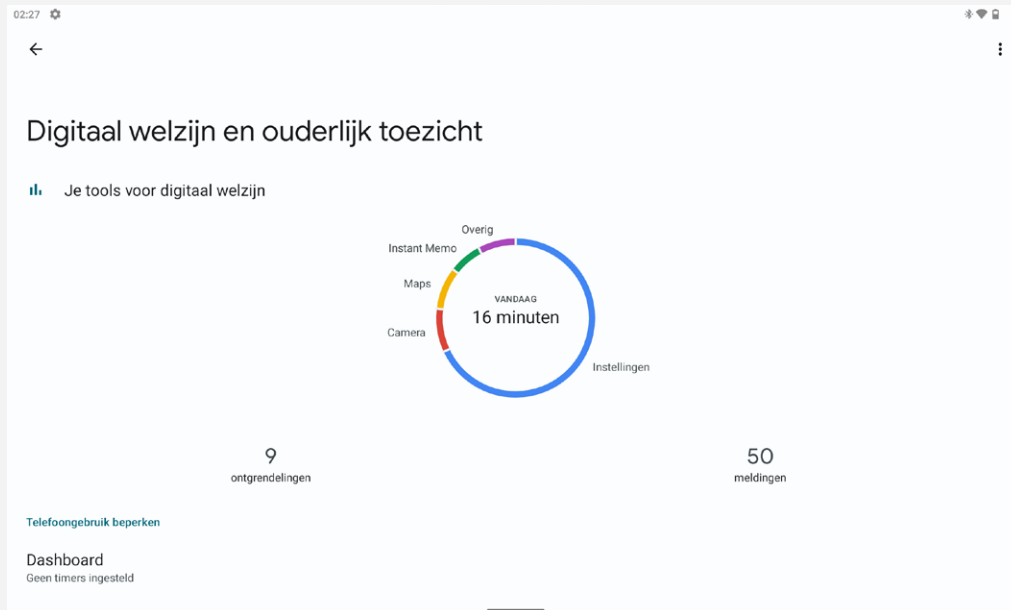 02:27
Digitaal welzijn en ouderlijk toezicht
Je tools voor digitaal welzijn
Overig
Instant Memo
Maps
Camera
VANDAAG
16 minuten
Instellingen
9
ontgrendelingen
50
meldingen
Telefoongebruik beperken
Dashboard
Geen timers ingesteld